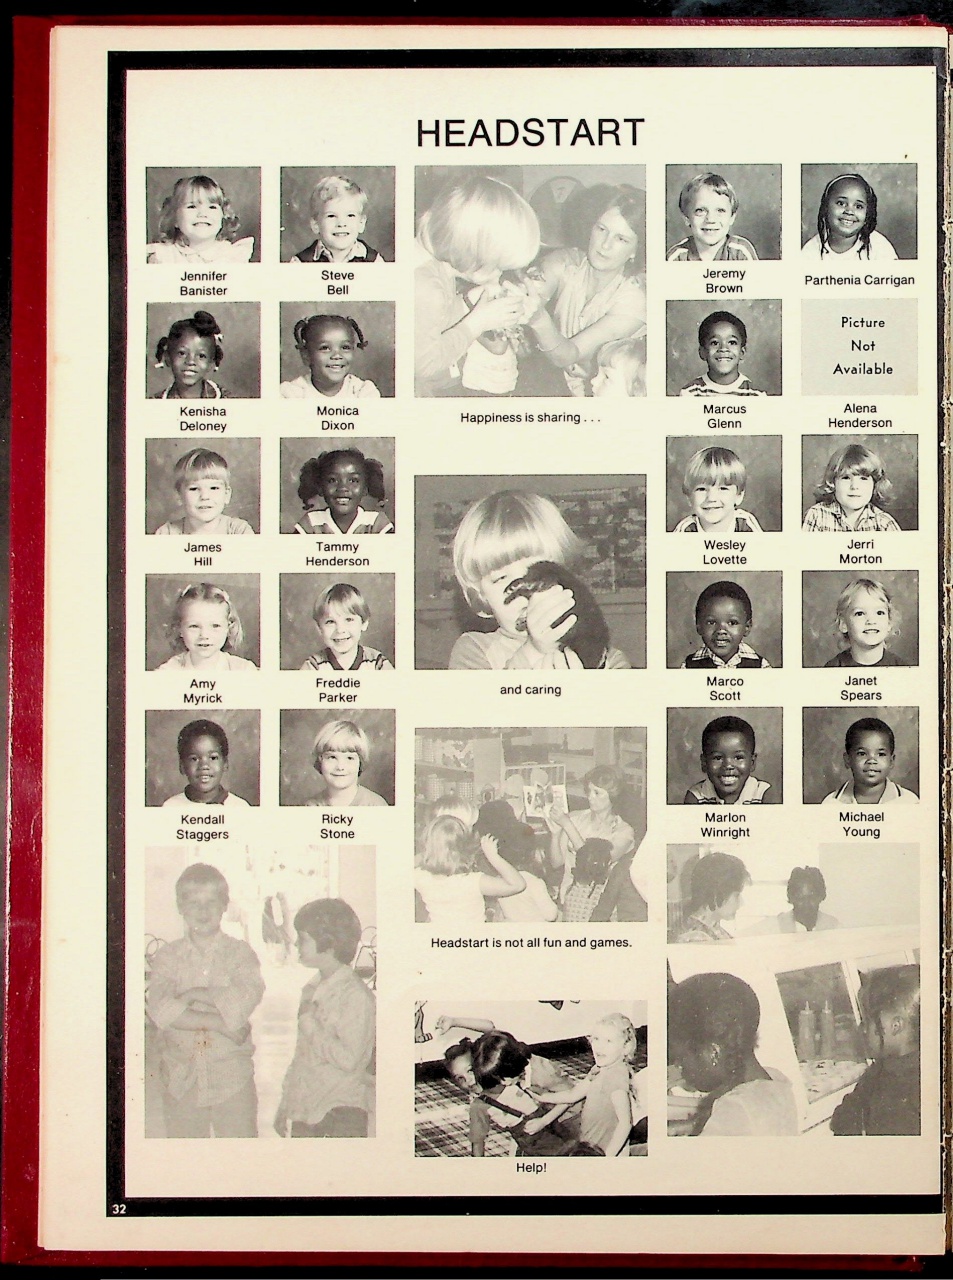 HEADSTART
Jennifer
Banister
Steve
Bell
Jeremy
Brown
Parthenia Carrigan
Kenisha
Deloney
Monica
Dixon
Happiness is sharing . . .
Marcus
Glenn
Picture
Not
Available
Alena
Henderson
James
Hill
Tammy
Henderson
Wesley
Lovette
Jerri
Morton
Amy
Myrick
Freddie
Parker
and caring
Marco
Scott
Janet
Spears
Kendall
Staggers
Ricky
Stone
Marlon
Winright
Michael
Young
Headstart is not all fun and games.
Help!
32